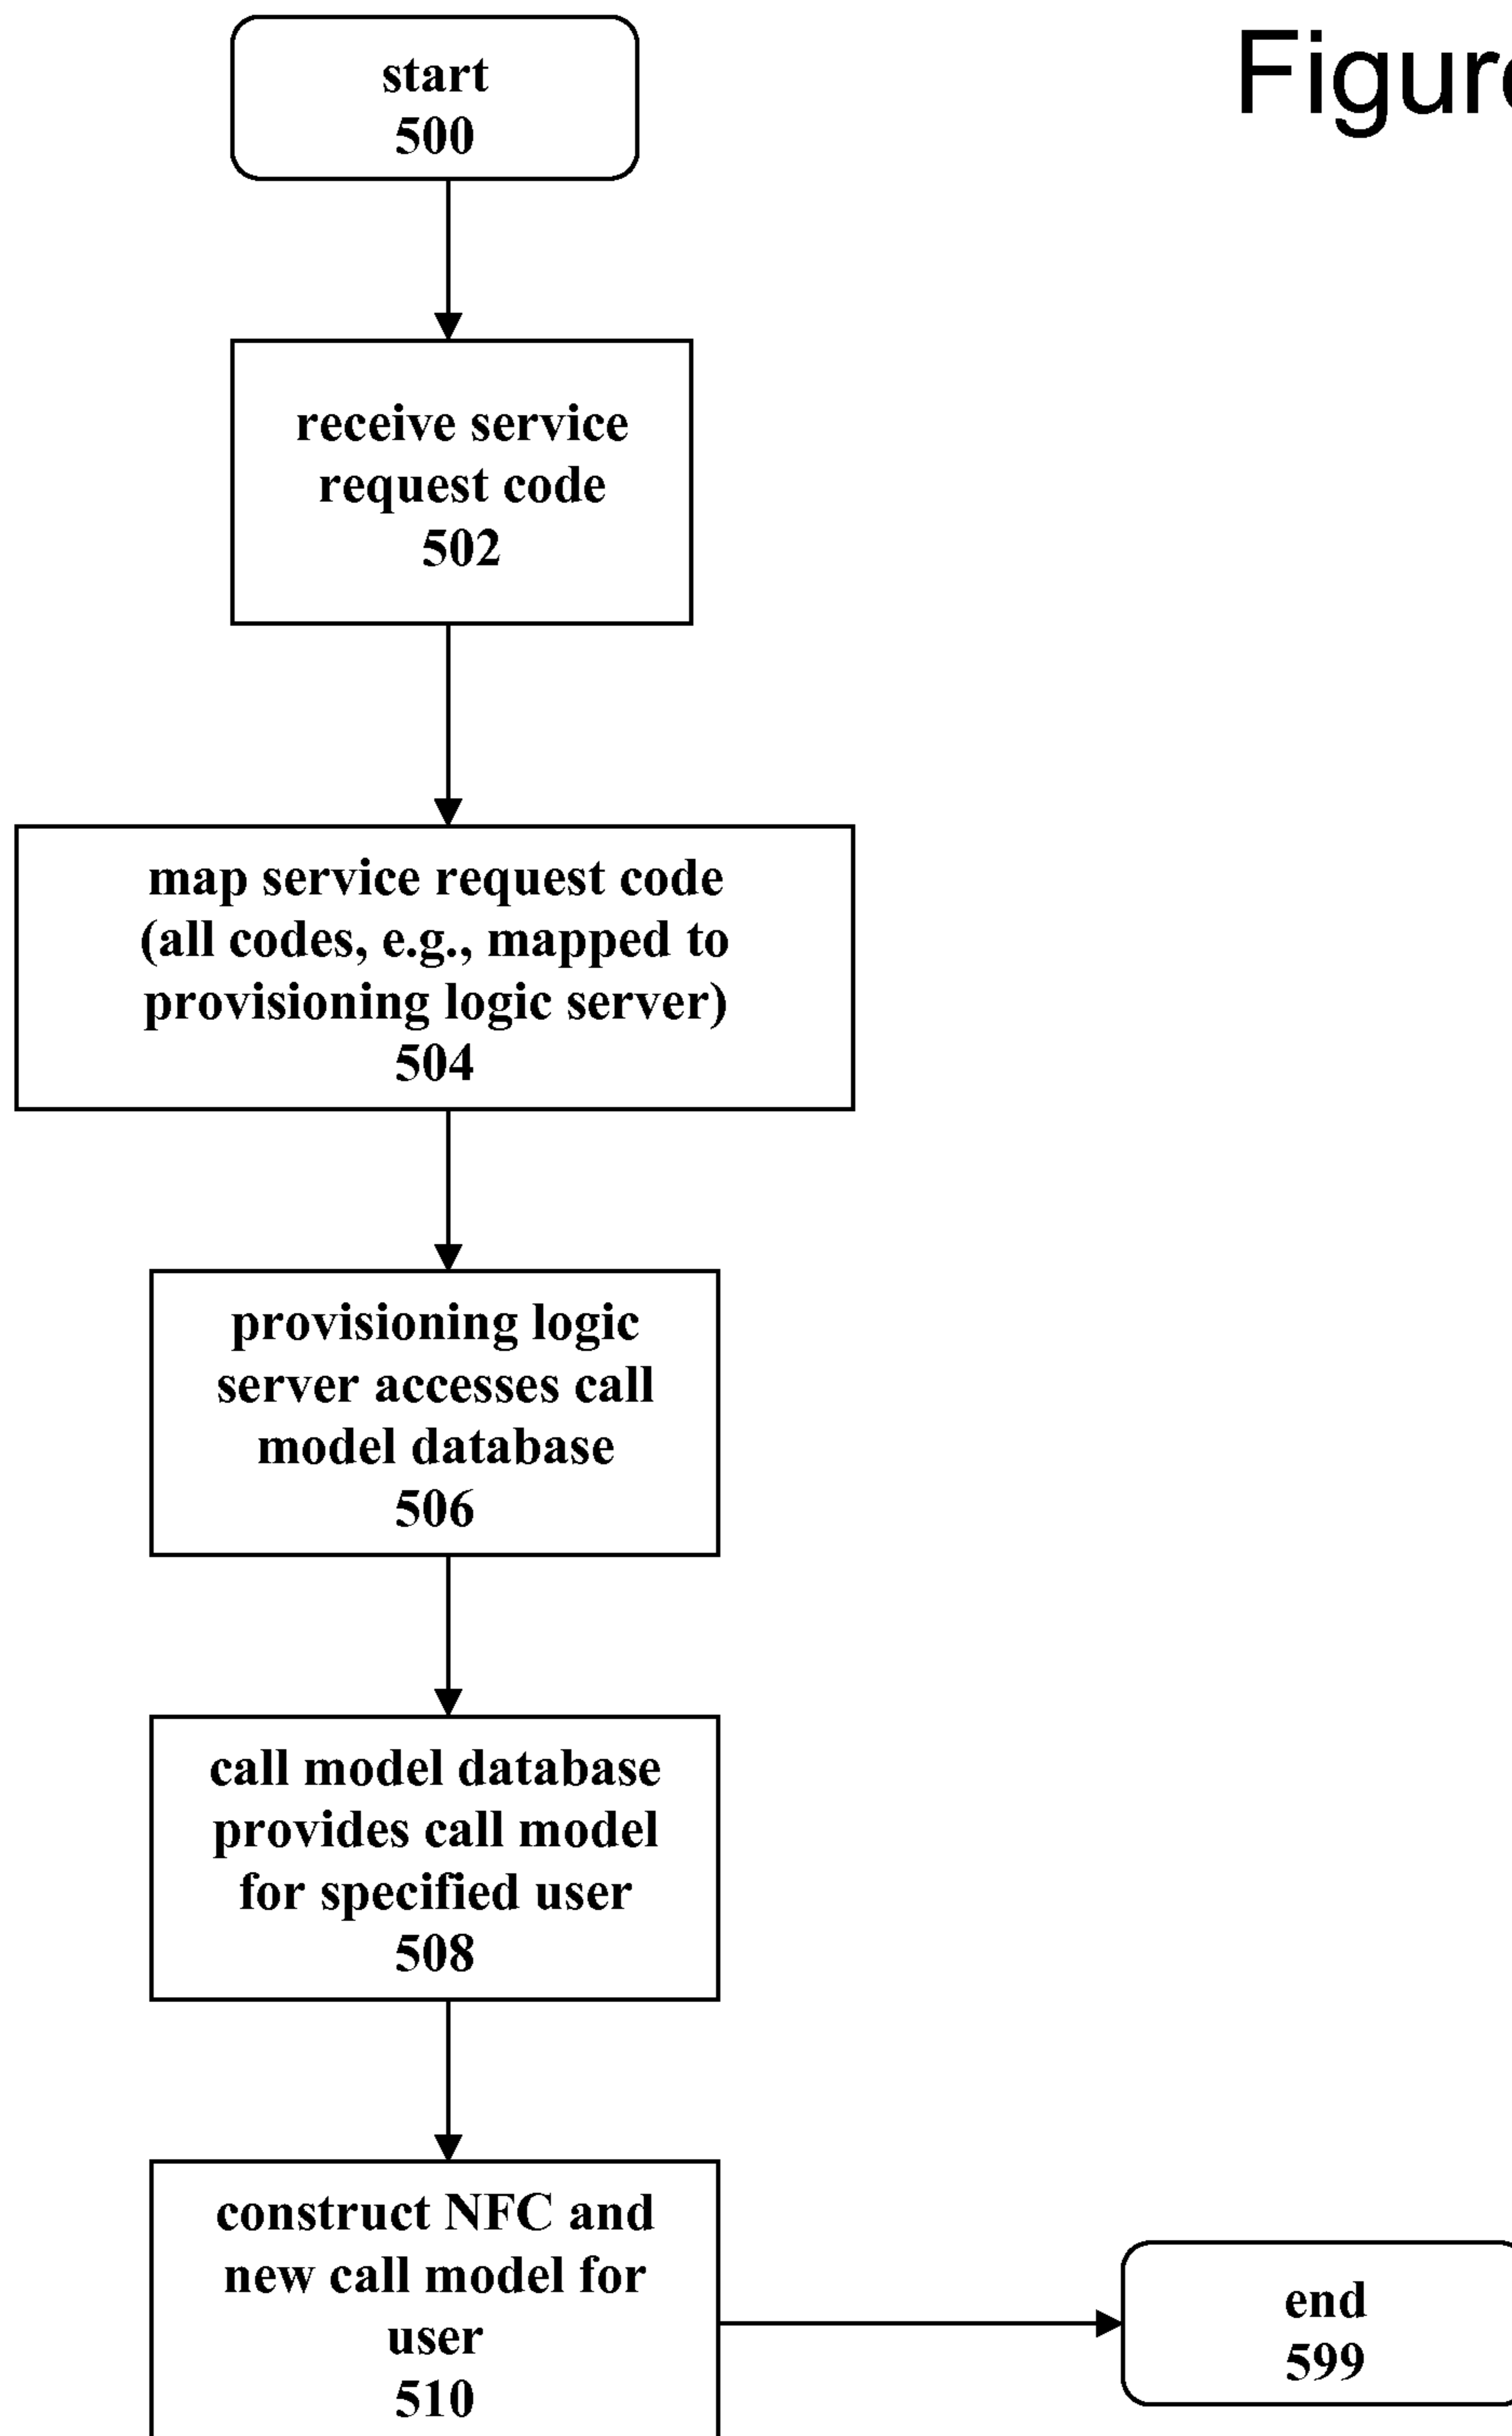 start
500
receive service
request code
502
map service request code
(all codes, e.g., mapped to
provisioning logic server)
504
provisioning logic
server accesses call
model database
506
call model database
provides call model
for specified user
508
construct NFC and
new call model for
user
510
end
599